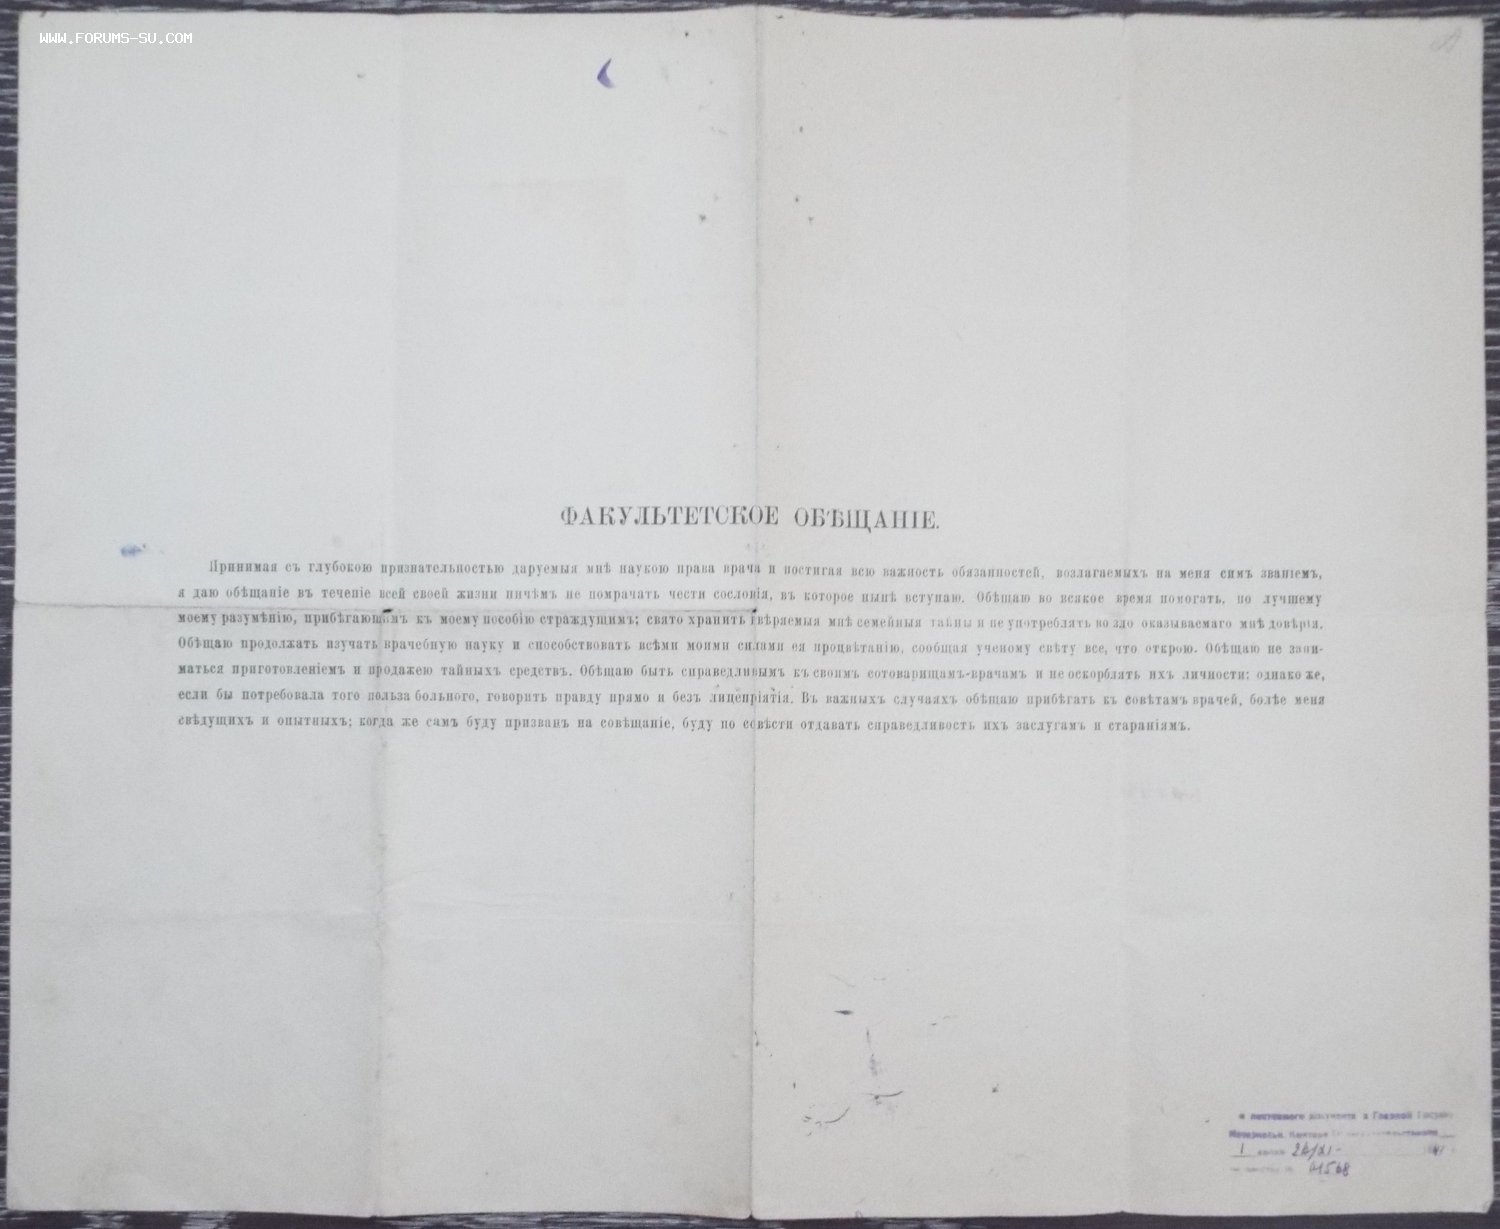 WWW.FORUMS-SU.COM
ФАКУЛЬТЕТСКОЕ ОБѢЩАНІЕ.
Принимая съ глубокою признательностью даруемыя мнѣ наукою права врача и постигая всю важность обязанностей, возлагаемыхъ на меня симъ званіемъ,
я даю обѣщаніе въ теченіе всей своей жизни ничѣмъ не помрачать чести сословія, въ которое нынѣ вступаю. Обѣщаю во всякое время помогать, по лучшему
моему разумѣнію, прибѣгающимъ къ моему пособію страждущимъ; свято хранить ввѣряемыя мнѣ семейныя тайны и не употреблять во зло оказываемаго мнѣ довѣрія.
Обѣщаю продолжать изучать врачебную науку и способствовать всѣми моими силами ея процвѣтанію, сообщая ученому свѣту все, что открою. Обѣщаю не зани-
маться приготовленіемъ и продажею тайныхъ средствъ. Обѣщаю быть справедливымъ къ своимъ сотоварищамъ-врачамъ и не оскорблять ихъ личности; однако же,
если бы потребовала того польза больного, говорить правду прямо и безъ лицепріятія. Въ важныхъ случаяхъ обѣщаю прибѣгать къ совѣтамъ врачей, болѣе меня
свѣдущихъ и опытныхъ; когда же самъ буду призванъ на совѣщаніе, буду по совѣсти отдавать справедливость ихъ заслугамъ и стараніямъ.
документа в Главной